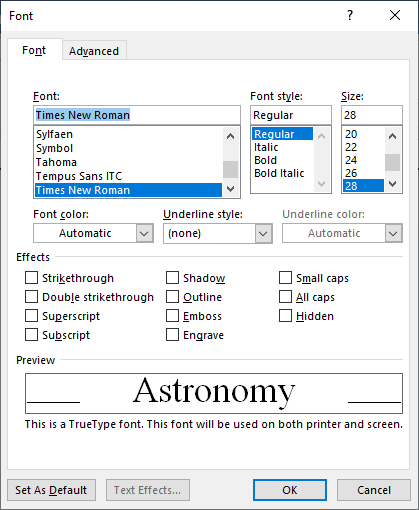 Font ? ×
Font Advanced
Font: Font style: Size:
Times New Roman Regular 28
Sylfaen Regular 20
Symbol Italic 22
Tahoma Bold 24
Tempus Sans ITC Bold Italic 26
Times New Roman 28
Font color: Underline style: Underline color:
Automatic (none) Automatic
Effects
Strikethrough Shadow Small caps
Double strikethrough Outline All caps
Superscript Emboss Hidden
Subscript Engrave
Preview
Astronomy
This is a TrueType font. This font will be used on both printer and screen.
Set As Default Text Effects... OK Cancel